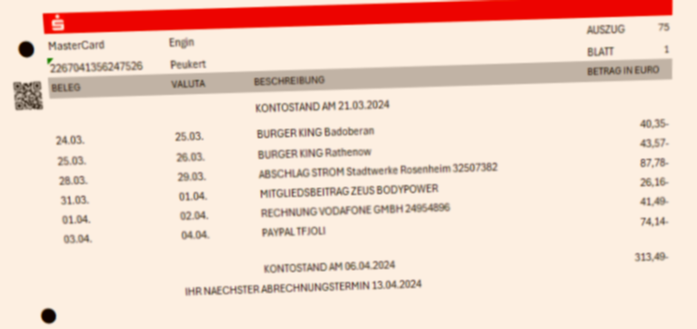 MasterCard Engin AUSZUG 75
2267041356247526 Peukert BLATT 1
BELEG VALUTA BESCHREIBUNG BETRAG IN EURO
KONTOSTAND AM 21.03.2024
24.03. 25.03. BURGER KING Badoberan 40,35-
25.03. 26.03. BURGER KING Rathenow 43,57-
28.03. 29.03. ABSCHLAG STROM Stadtwerke Rosenheim 32507382 87,78-
31.03. 01.04. MITGLIEDSBEITRAG ZEUS BODYPOWER 26,16-
01.04. 02.04. RECHNUNG VODAFONE GMBH 24954896 41,49-
03.04. 04.04. PAYPAL TFJOLI 74,14-
KONTOSTAND AM 06.04.2024 313,49-
IHR NAECHSTER ABRECHNUNGSTERMIN 13.04.2024